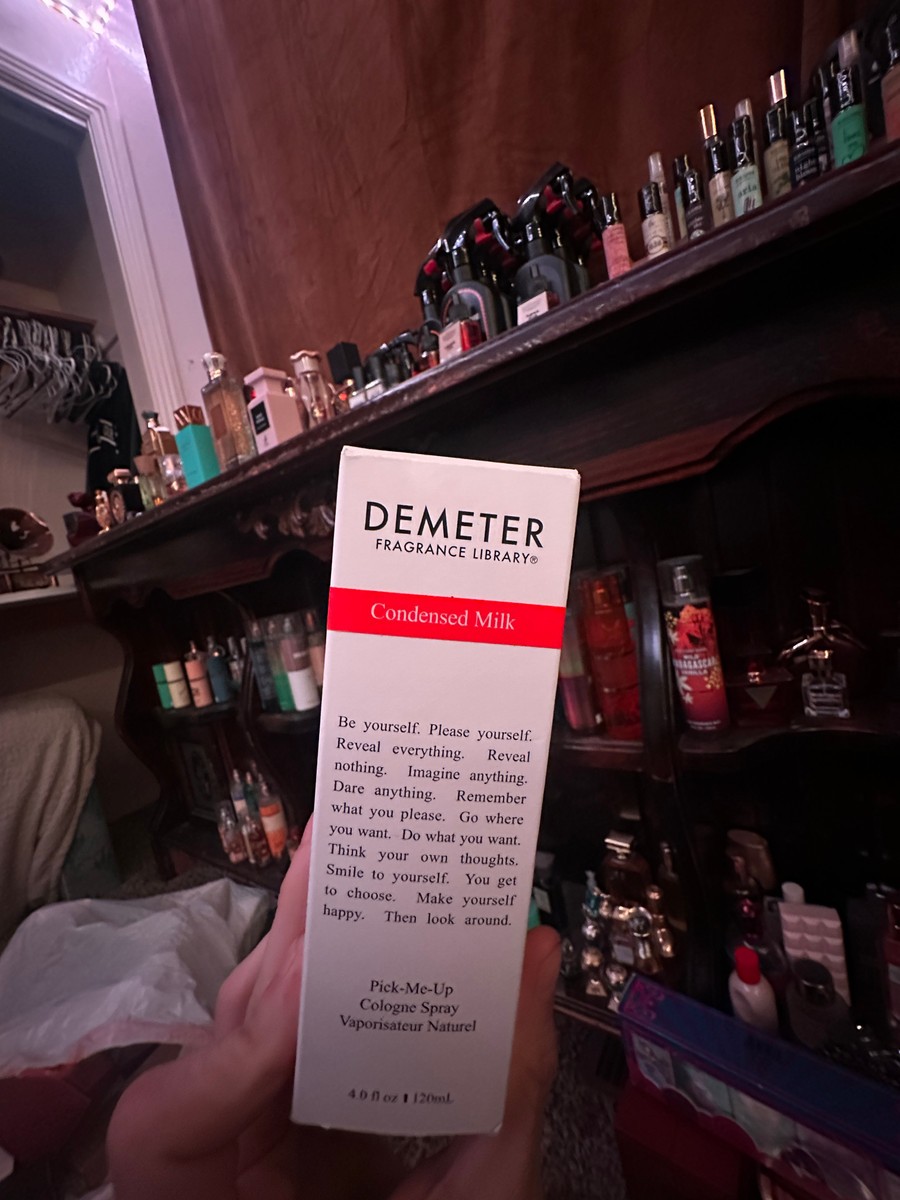 DEMETER
FRAGRANCE LIBRARY®
Condensed Milk
Be yourself. Please yourself.
Reveal everything. Reveal
nothing. Imagine anything.
Dare anything. Remember
what you please. Go where
you want. Do what you want.
Think your own thoughts.
Smile to yourself. You get
to choose. Make yourself
happy. Then look around.
Pick-Me-Up
Cologne Spray
Vaporisateur Naturel
4.0 fl oz 120mL